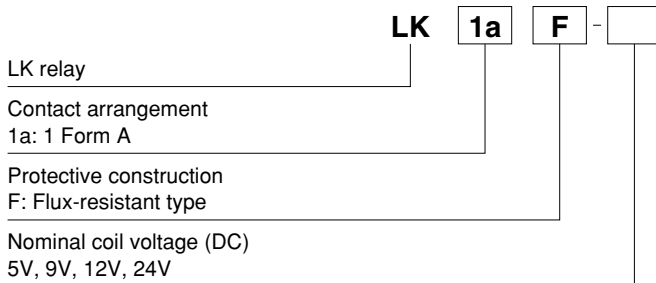 LK 1a F -
LK relay
Contact arrangement
1a: 1 Form A
Protective construction
F: Flux-resistant type
Nominal coil voltage (DC)
5V, 9V, 12V, 24V